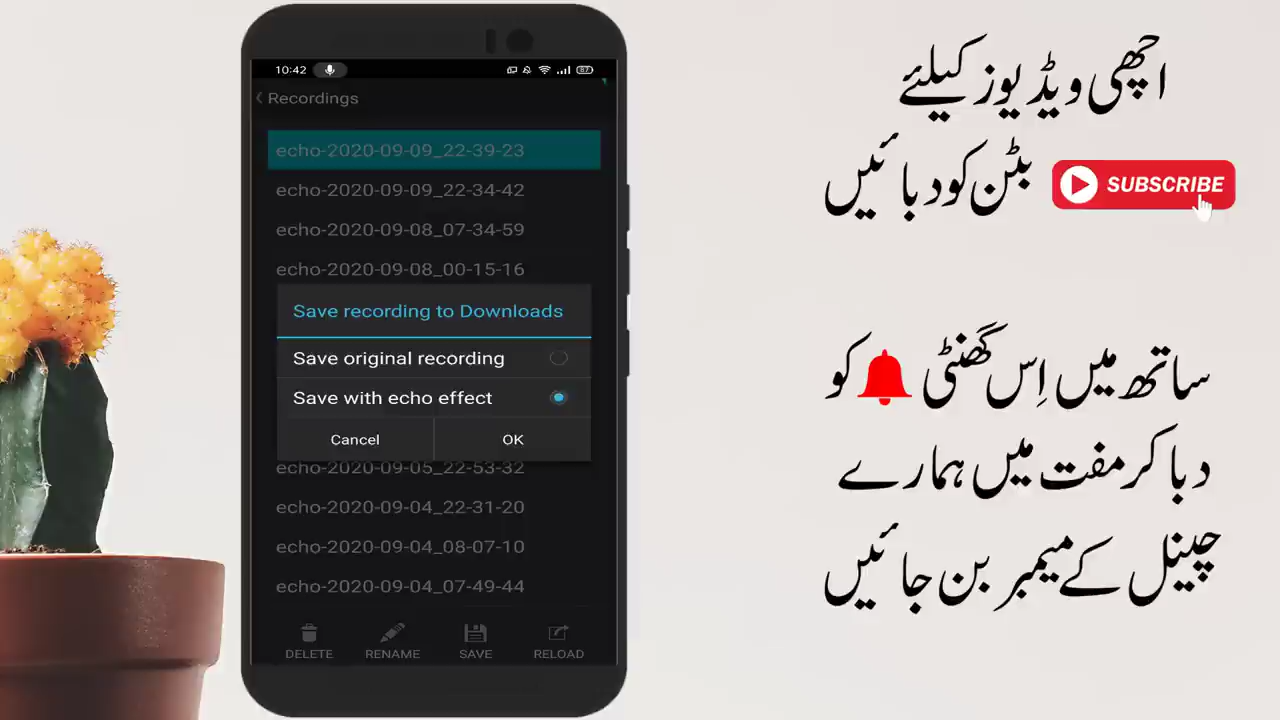 10:42
87
Recordings
echo-2020-09-09_22-39-23
echo-2020-09-09_22-34-42
echo-2020-09-08_07-34-59
echo-2020-09-08_00-15-16
Save recording to Downloads
Save original recording
Save with echo effect
Cancel OK
echo-2020-09-05_22-53-32
echo-2020-09-04_22-31-20
echo-2020-09-04_08-07-10
echo-2020-09-04_07-49-44
DELETE RENAME SAVE RELOAD
اچھی ویڈیوز کیلئے
SUBSCRIBE بٹن کو دبائیں
ساتھ میں اِس گھنٹی کو
دبا کر مفت میں ہمارے
چینل کے میمبر بن جائیں